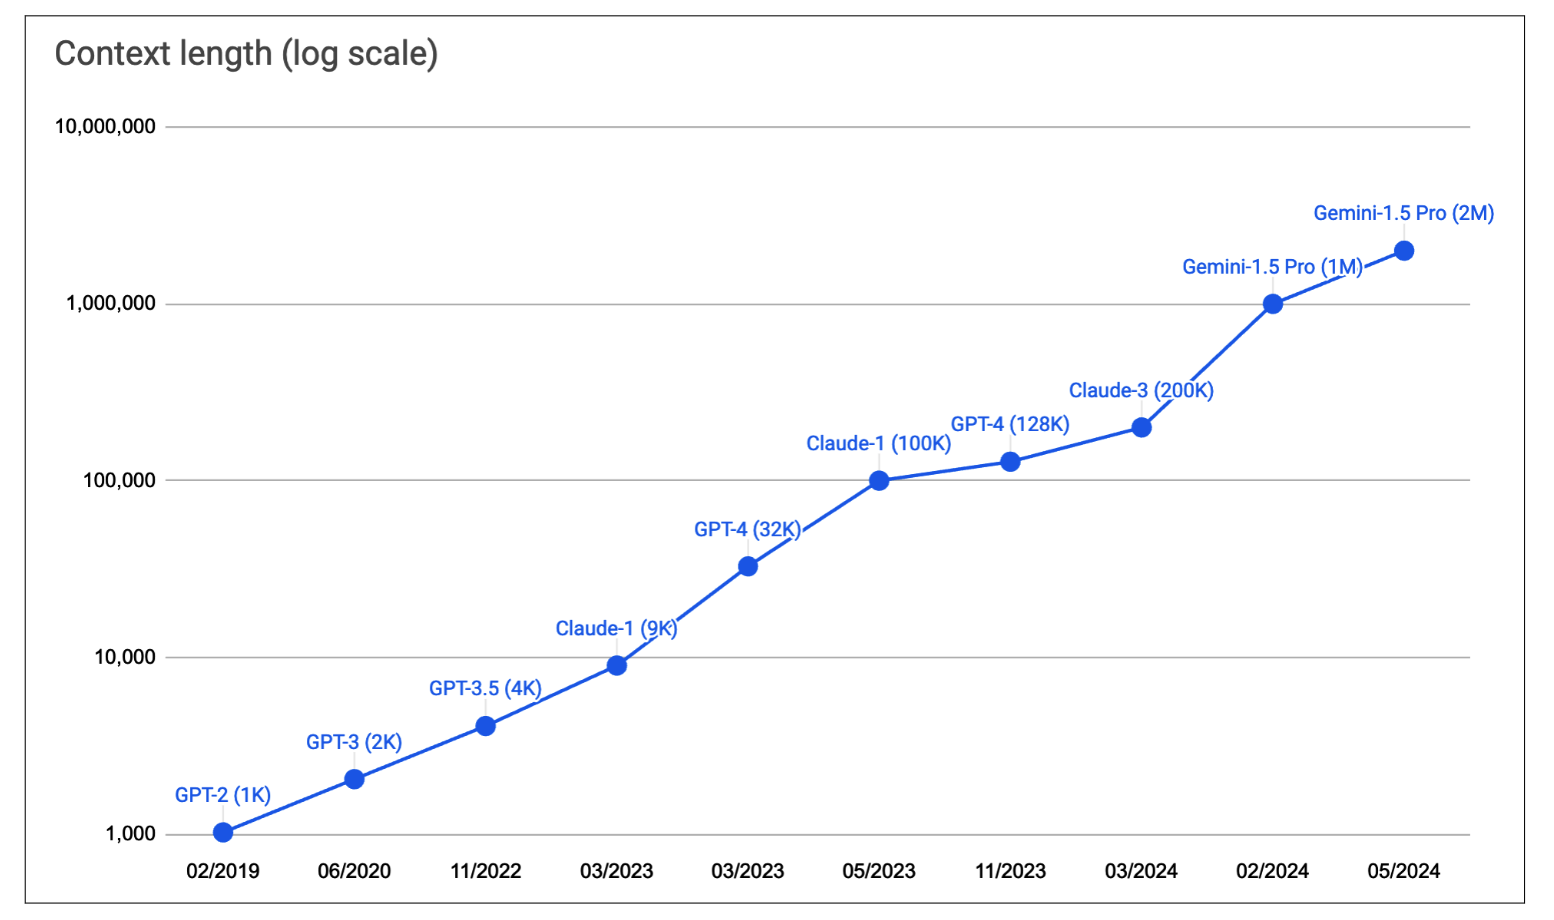 Context length (log scale)
10,000,000
1,000,000
100,000
10,000
1,000
GPT-2 (1K)
GPT-3 (2K)
GPT-3.5 (4K)
Claude-1 (9K)
GPT-4 (32K)
Claude-1 (100K)
GPT-4 (128K)
Claude-3 (200K)
Gemini-1.5 Pro (1M)
Gemini-1.5 Pro (2M)
02/2019
06/2020
11/2022
03/2023
03/2023
05/2023
11/2023
03/2024
02/2024
05/2024